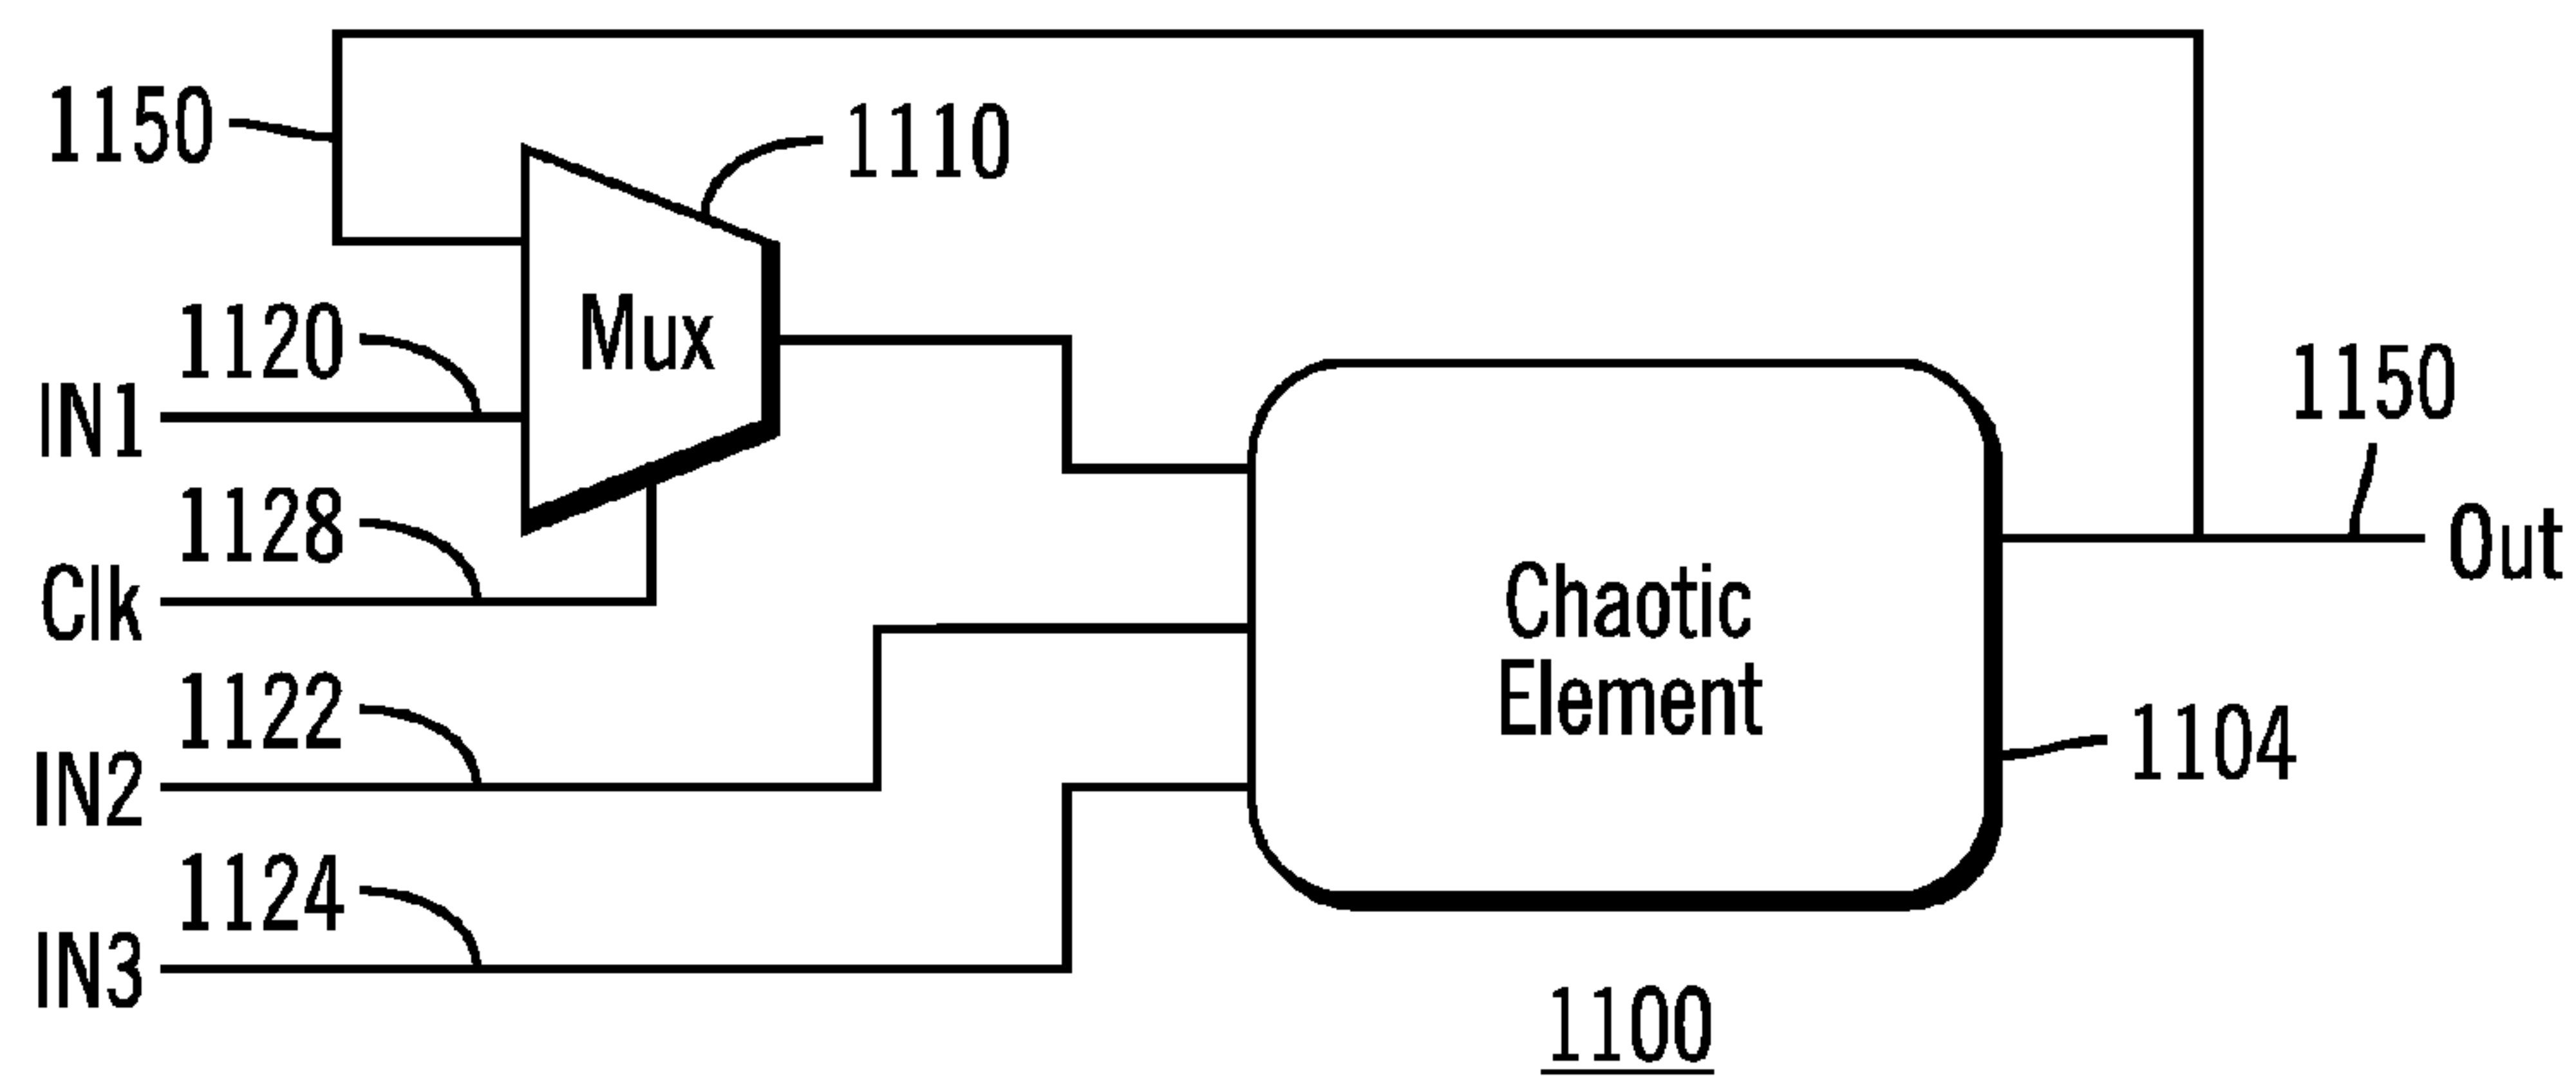 1150
1110
Mux
1120
IN1
1128
Clk
1150
Out
Chaotic
Element
1122
IN2
1104
1124
IN3
1100